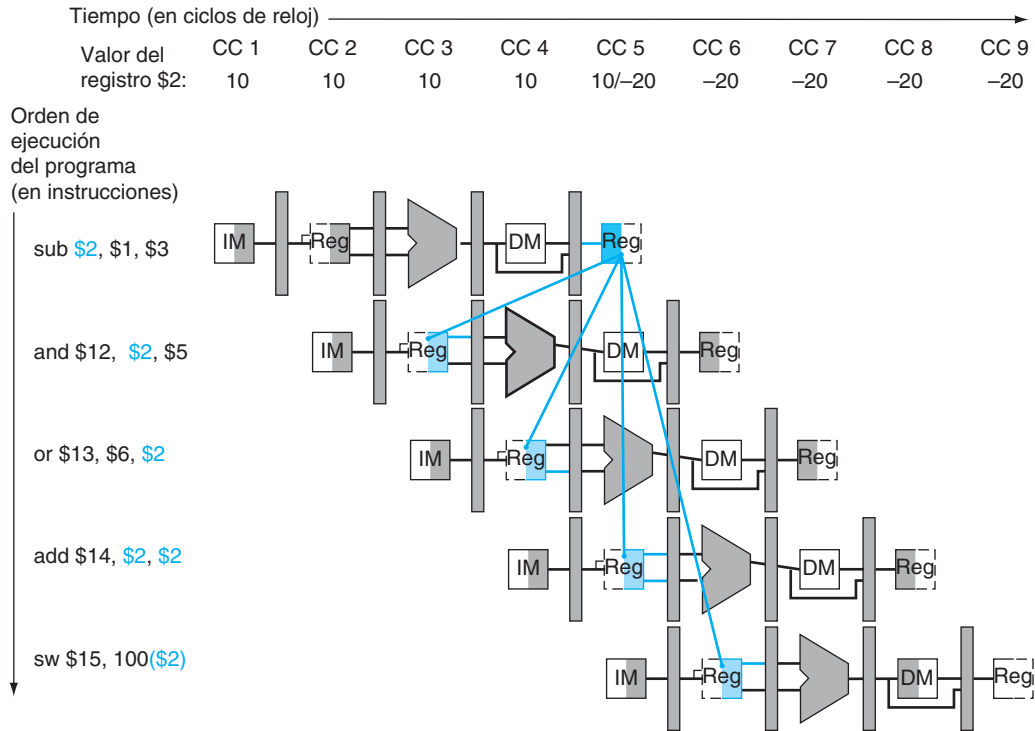 Tiempo (en ciclos de reloj)
Valor del registro $2:
CC 1 CC 2 CC 3 CC 4 CC 5 CC 6 CC 7 CC 8 CC 9
10 10 10 10 10/–20 –20 –20 –20 –20
Orden de
ejecución
del programa
(en instrucciones)
sub $2, $1, $3
IM Reg DM Reg
and $12, $2, $5
IM Reg DM Reg
or $13, $6, $2
IM Reg DM Reg
add $14, $2, $2
IM Reg DM Reg
sw $15, 100($2)
IM Reg DM Reg